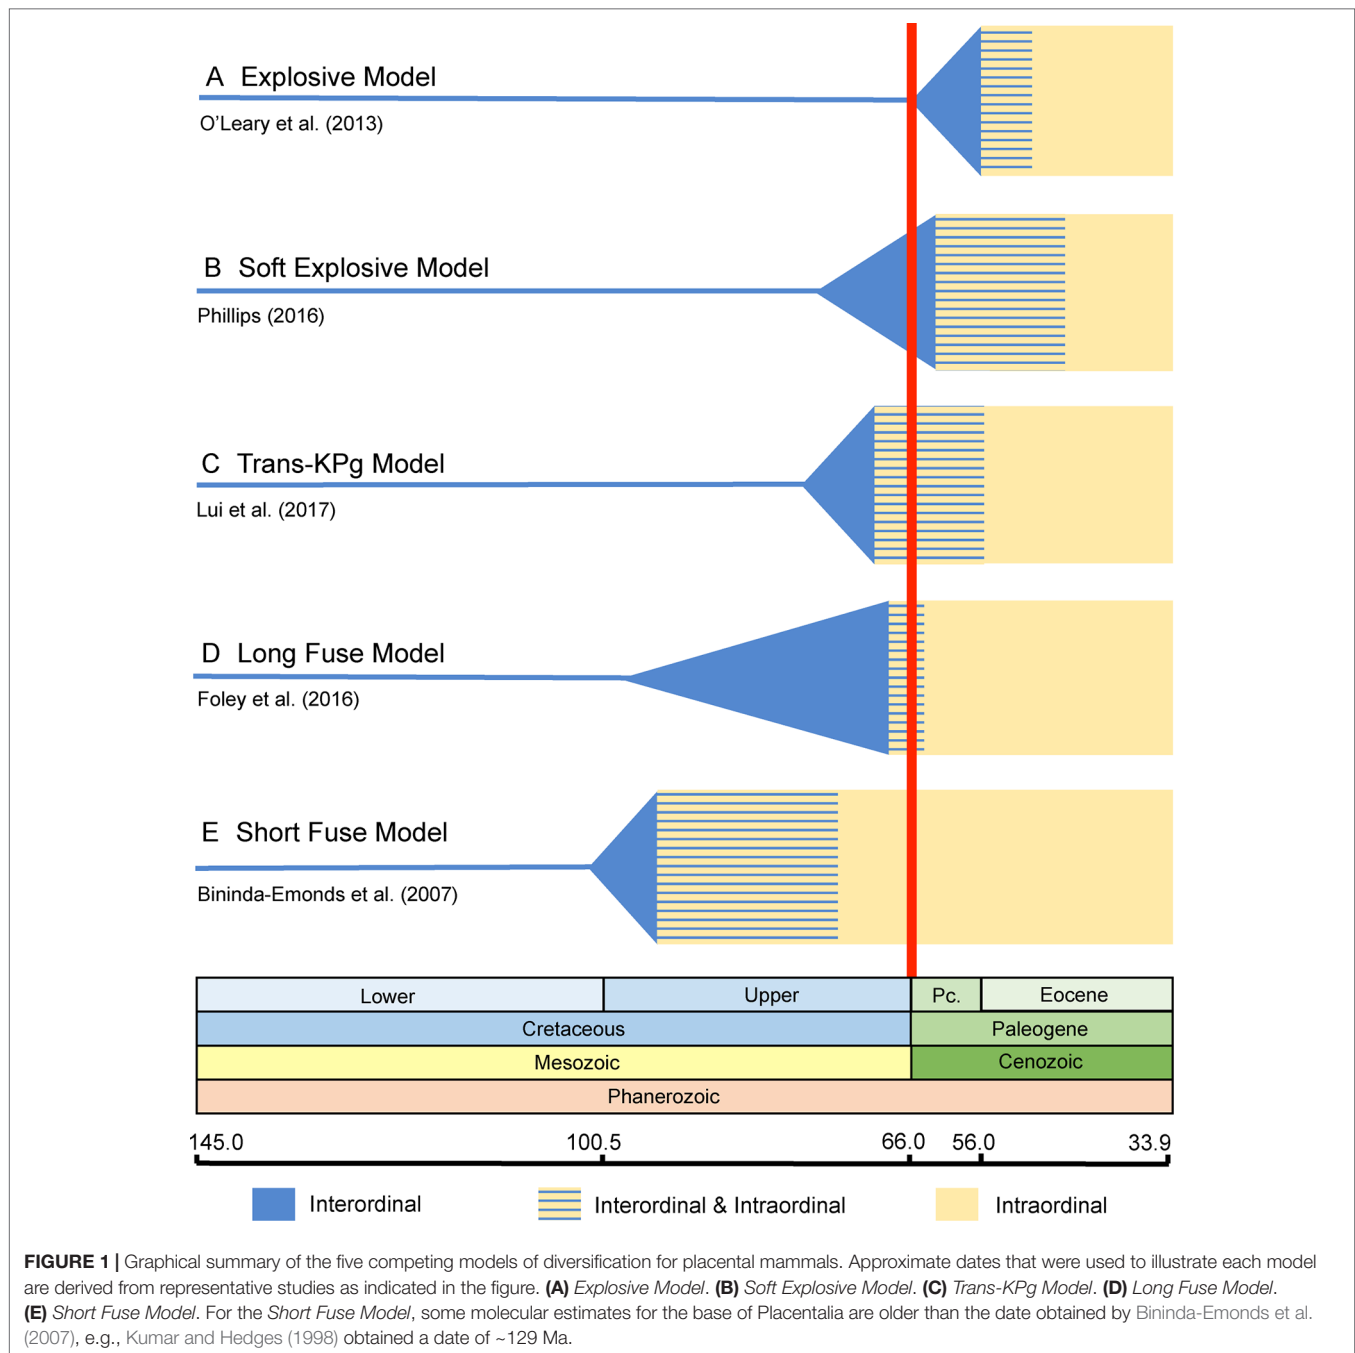 A Explosive Model
O'Leary et al. (2013)
B Soft Explosive Model
Phillips (2016)
C Trans-KPg Model
Lui et al. (2017)
D Long Fuse Model
Foley et al. (2016)
E Short Fuse Model
Bininda-Emonds et al. (2007)
Lower Upper Pc. Eocene
Cretaceous Paleogene
Mesozoic Cenozoic
Phanerozoic
145.0 100.5 66.0 56.0 33.9
Interordinal Interordinal & Intraordinal Intraordinal
FIGURE 1 | Graphical summary of the five competing models of diversification for placental mammals. Approximate dates that were used to illustrate each model
are derived from representative studies as indicated in the figure. (A) Explosive Model. (B) Soft Explosive Model. (C) Trans-KPg Model. (D) Long Fuse Model.
(E) Short Fuse Model. For the Short Fuse Model, some molecular estimates for the base of Placentalia are older than the date obtained by Bininda-Emonds et al.
(2007), e.g., Kumar and Hedges (1998) obtained a date of ~129 Ma.